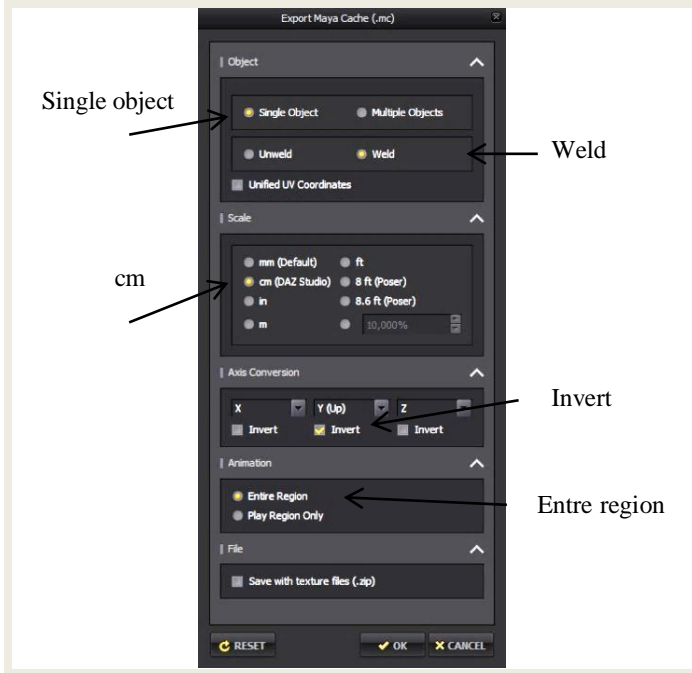 Export Maya Cache (.mc)
Object
Single object
Single Object Multiple Objects
Unweld Weld
Weld
Unified UV Coordinates
Scale
mm (Default) ft
cm
cm (DAZ Studio) 8 ft (Poser)
in 8.6 ft (Poser)
m 10,000%
Axis Conversion
X Y (Up) Z
Invert
Invert Invert Invert
Animation
Entire Region
Entre region
Play Region Only
File
Save with texture files (.zip)
RESET OK CANCEL